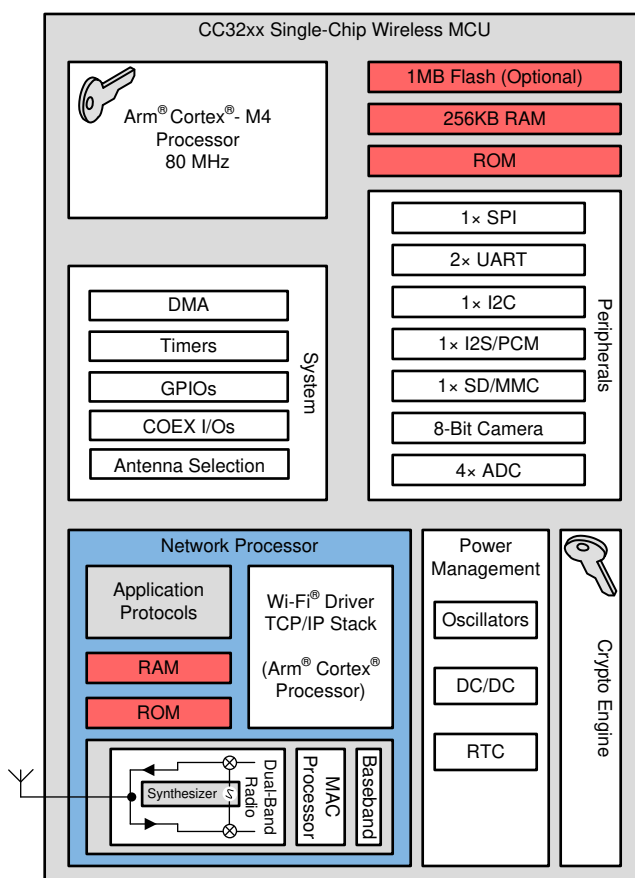 CC32xx Single-Chip Wireless MCU
Arm® Cortex®- M4
Processor
80 MHz
1MB Flash (Optional)
256KB RAM
ROM
1× SPI
2× UART
1× I2C
1× I2S/PCM
1× SD/MMC
8-Bit Camera
4× ADC
Peripherals
DMA
Timers
GPIOs
COEX I/Os
Antenna Selection
System
Network Processor
Application
Protocols
RAM
ROM
Wi-Fi® Driver
TCP/IP Stack
(Arm® Cortex®
Processor)
Synthesizer
Dual-Band
Radio
MAC
Processor
Baseband
Power
Management
Oscillators
DC/DC
RTC
Crypto Engine